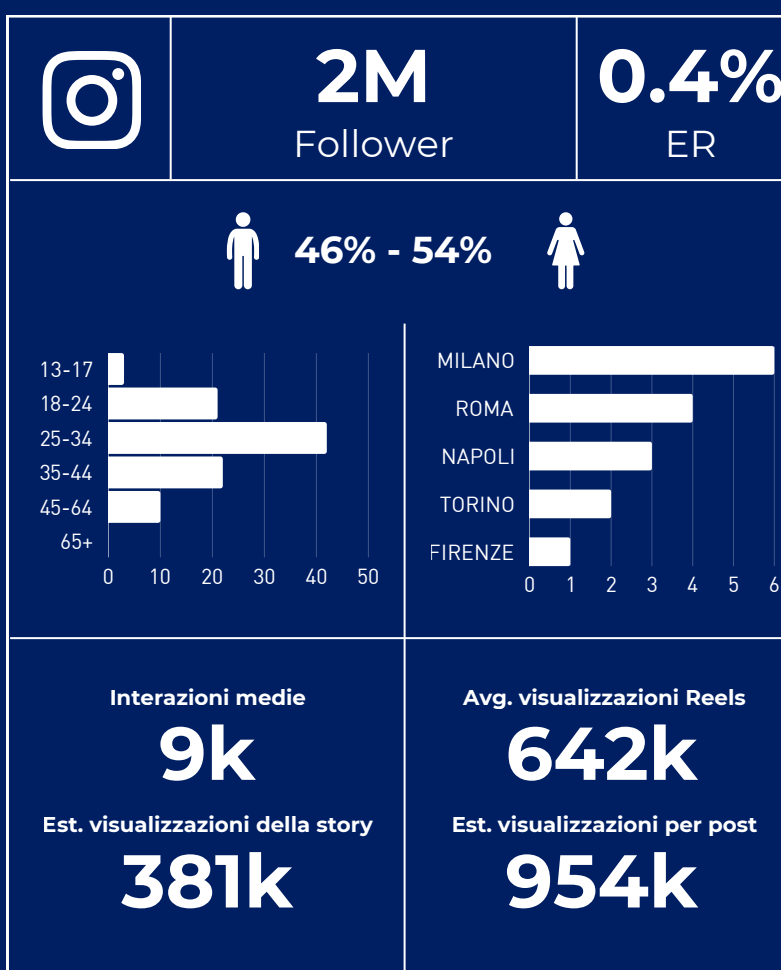 2M
Follower
0.4%
ER
46% - 54%
13-17
18-24
25-34
35-44
45-64
65+
0 10 20 30 40 50
MILANO
ROMA
NAPOLI
TORINO
FIRENZE
0 1 2 3 4 5 6
Interazioni medie
9k
Est. visualizzazioni della story
381k
Avg. visualizzazioni Reels
642k
Est. visualizzazioni per post
954k